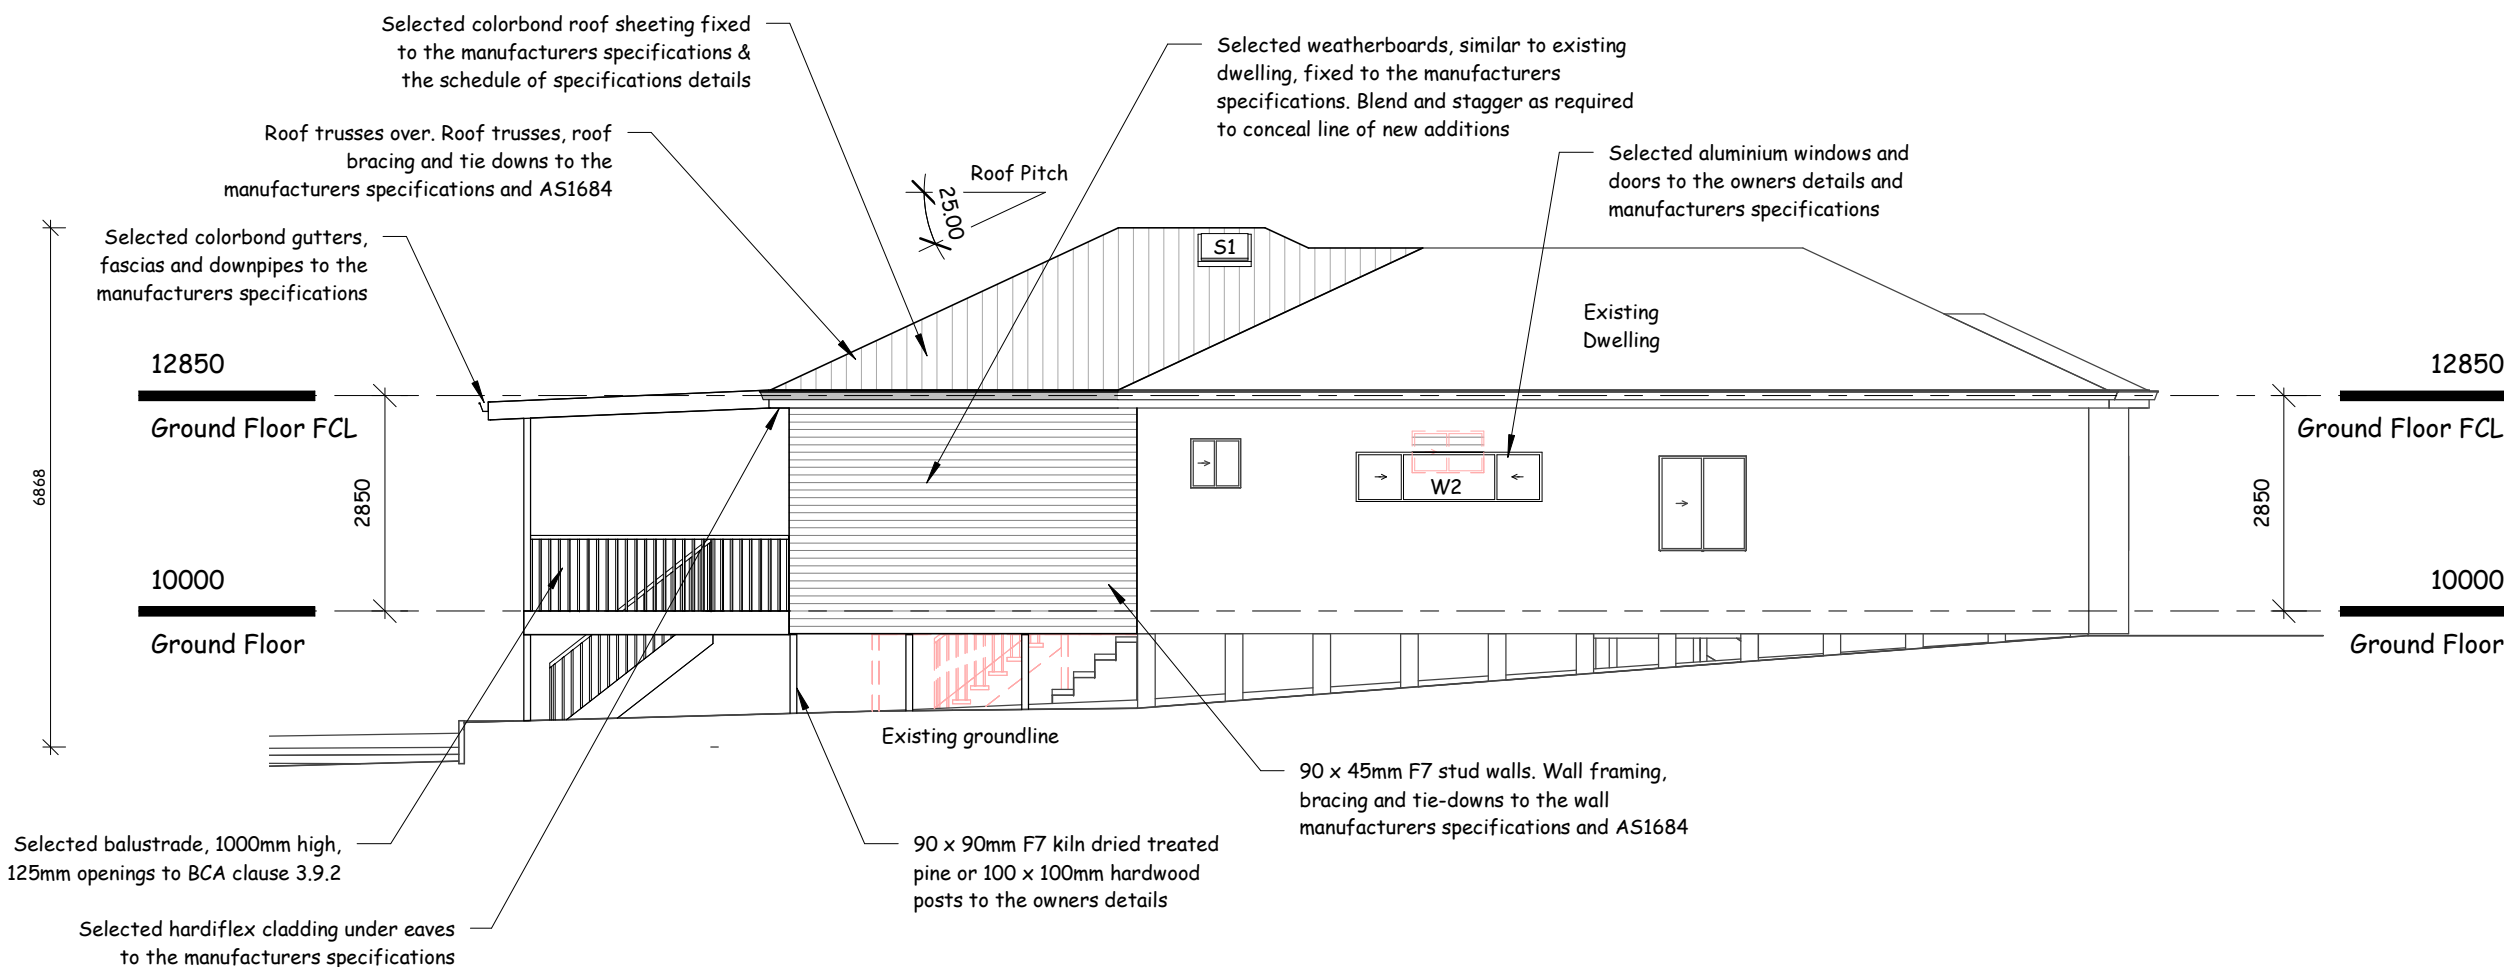 Selected colorbond roof sheeting fixed
to the manufacturers specifications &
the schedule of specifications details
Selected weatherboards, similar to existing
dwelling, fixed to the manufacturers
specifications. Blend and stagger as required
to conceal line of new additions
Roof trusses over. Roof trusses, roof
bracing and tie downs to the
manufacturers specifications and AS1684
Roof Pitch
25.00
Selected aluminium windows and
doors to the owners details and
manufacturers specifications
Selected colorbond gutters,
fascias and downpipes to the
manufacturers specifications
S1
Existing
Dwelling
12850
Ground Floor FCL
12850
Ground Floor FCL
6868
2850
W2
2850
10000
Ground Floor
10000
Ground Floor
Existing groundline
90 x 45mm F7 stud walls. Wall framing,
bracing and tie-downs to the wall
manufacturers specifications and AS1684
Selected balustrade, 1000mm high,
125mm openings to BCA clause 3.9.2
90 x 90mm F7 kiln dried treated
pine or 100 x 100mm hardwood
posts to the owners details
Selected hardiflex cladding under eaves
to the manufacturers specifications